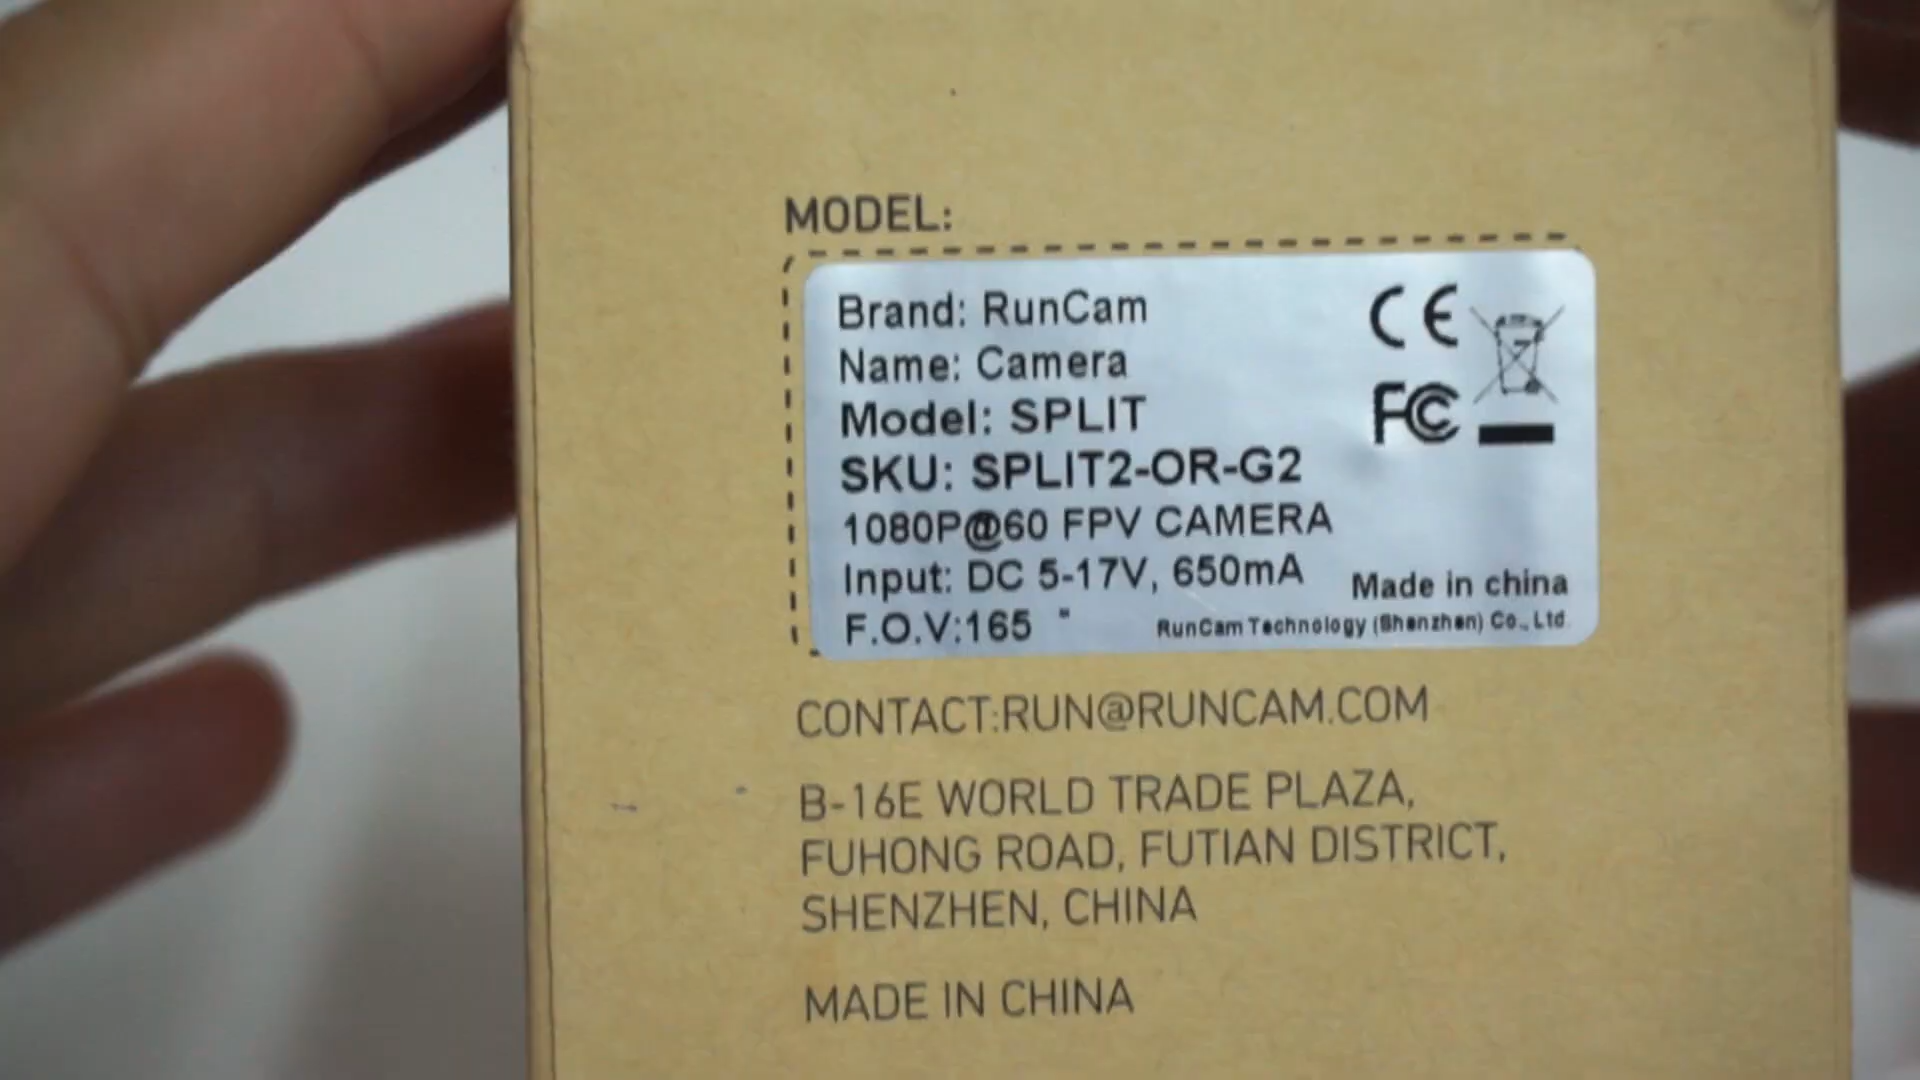 MODEL:
Brand: RunCam
Name: Camera
Model: SPLIT
SKU: SPLIT2-OR-G2
1080P@60 FPV CAMERA
Input: DC 5-17V, 650mA
F.O.V:165 °
CE
FC
Made in china
RunCam Technology (Shenzhen) Co., Ltd.
CONTACT:RUN@RUNCAM.COM
B-16E WORLD TRADE PLAZA,
FUHONG ROAD, FUTIAN DISTRICT,
SHENZHEN, CHINA
MADE IN CHINA